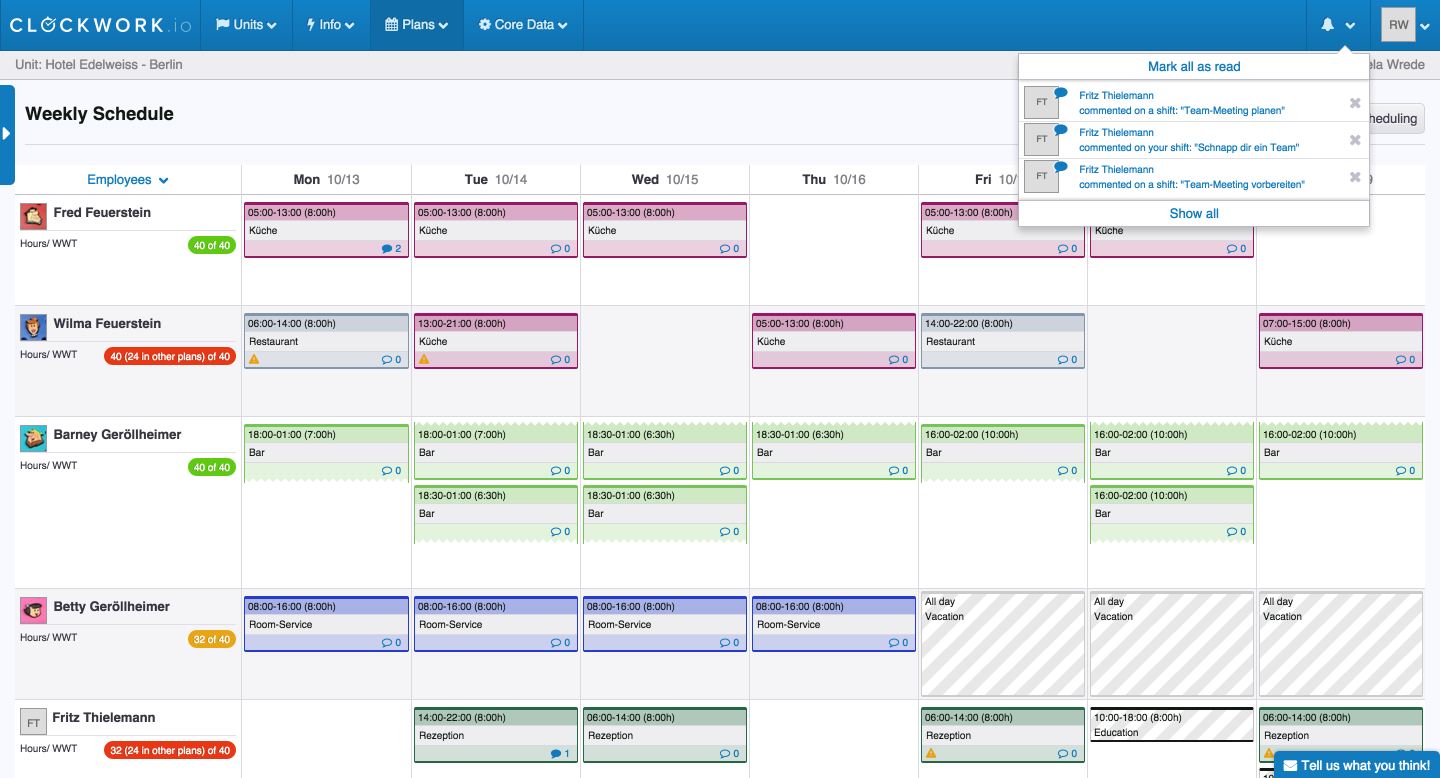 CLOCKWORK.io Units Info Plans Core Data RW
Unit: Hotel Edelweiss - Berlin
ela Wrede
Mark all as read
FT Fritz Thielemann
commented on a shift: "Team-Meeting planen"
FT Fritz Thielemann
commented on your shift: "Schnapp dir ein Team"
FT Fritz Thielemann
commented on a shift: "Team-Meeting vorbereiten"
Show all
Weekly Schedule
heduling
Employees Mon 10/13 Tue 10/14 Wed 10/15 Thu 10/16 Fri 10/ 9
Fred Feuerstein
Hours/ WWT 40 of 40
05:00-13:00 (8:00h) 05:00-13:00 (8:00h) 05:00-13:00 (8:00h) 05:00-13:00 (8:00h)
Küche Küche Küche Küche Küche
2 0 0 0 0
Wilma Feuerstein
Hours/ WWT 40 (24 in other plans) of 40
06:00-14:00 (8:00h) 13:00-21:00 (8:00h) 05:00-13:00 (8:00h) 14:00-22:00 (8:00h) 07:00-15:00 (8:00h)
Restaurant Küche Küche Restaurant Küche
0 0 0 0 0
Barney Geröllheimer
Hours/ WWT 40 of 40
18:00-01:00 (7:00h) 18:00-01:00 (7:00h) 18:30-01:00 (6:30h) 18:30-01:00 (6:30h) 16:00-02:00 (10:00h) 16:00-02:00 (10:00h) 16:00-02:00 (10:00h)
Bar Bar Bar Bar Bar Bar Bar
0 0 0 0 0 0 0
18:30-01:00 (6:30h) 18:30-01:00 (6:30h) 16:00-02:00 (10:00h)
Bar Bar Bar
0 0 0
Betty Geröllheimer
Hours/ WWT 32 of 40
08:00-16:00 (8:00h) 08:00-16:00 (8:00h) 08:00-16:00 (8:00h) 08:00-16:00 (8:00h) All day All day All day
Room-Service Room-Service Room-Service Room-Service Vacation Vacation Vacation
0 0 0 0
FT Fritz Thielemann
Hours/ WWT 32 (24 in other plans) of 40
14:00-22:00 (8:00h) 06:00-14:00 (8:00h) 06:00-14:00 (8:00h) 10:00-18:00 (8:00h) 06:00-14:00 (8:00h)
Rezeption Rezeption Rezeption Education Rezeption
1 0 0
Tell us what you think!